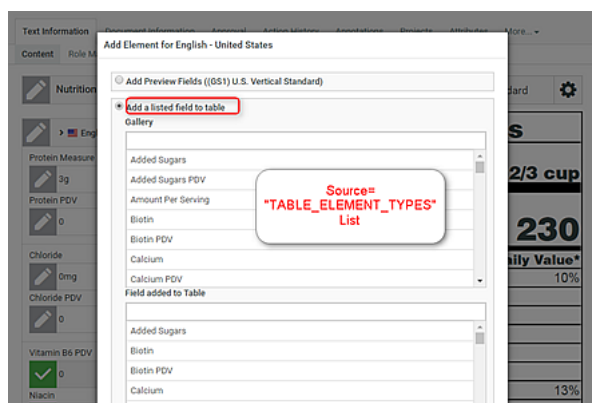 Text Information Document Information Approval Action History Annotations Projects Attributes More...
Add Element for English - United States
Content Role M
Add Preview Fields ((GS1) U.S. Vertical Standard)
Nutrition
dard
Add a listed field to table
Gallery
Engl
S
Protein Measure
Added Sugars
3g
Added Sugars PDV
2/3 cup
Protein PDV
Amount Per Serving
Source=
"TABLE_ELEMENT_TYPES"
List
0
Biotin
230
Biotin PDV
Chloride
Calcium
aily Value*
0mg
Calcium PDV
10%
Chloride PDV
Field added to Table
0
Added Sugars
Vitamin B6 PDV
Biotin
0
Biotin PDV
Niacin
Calcium
13%